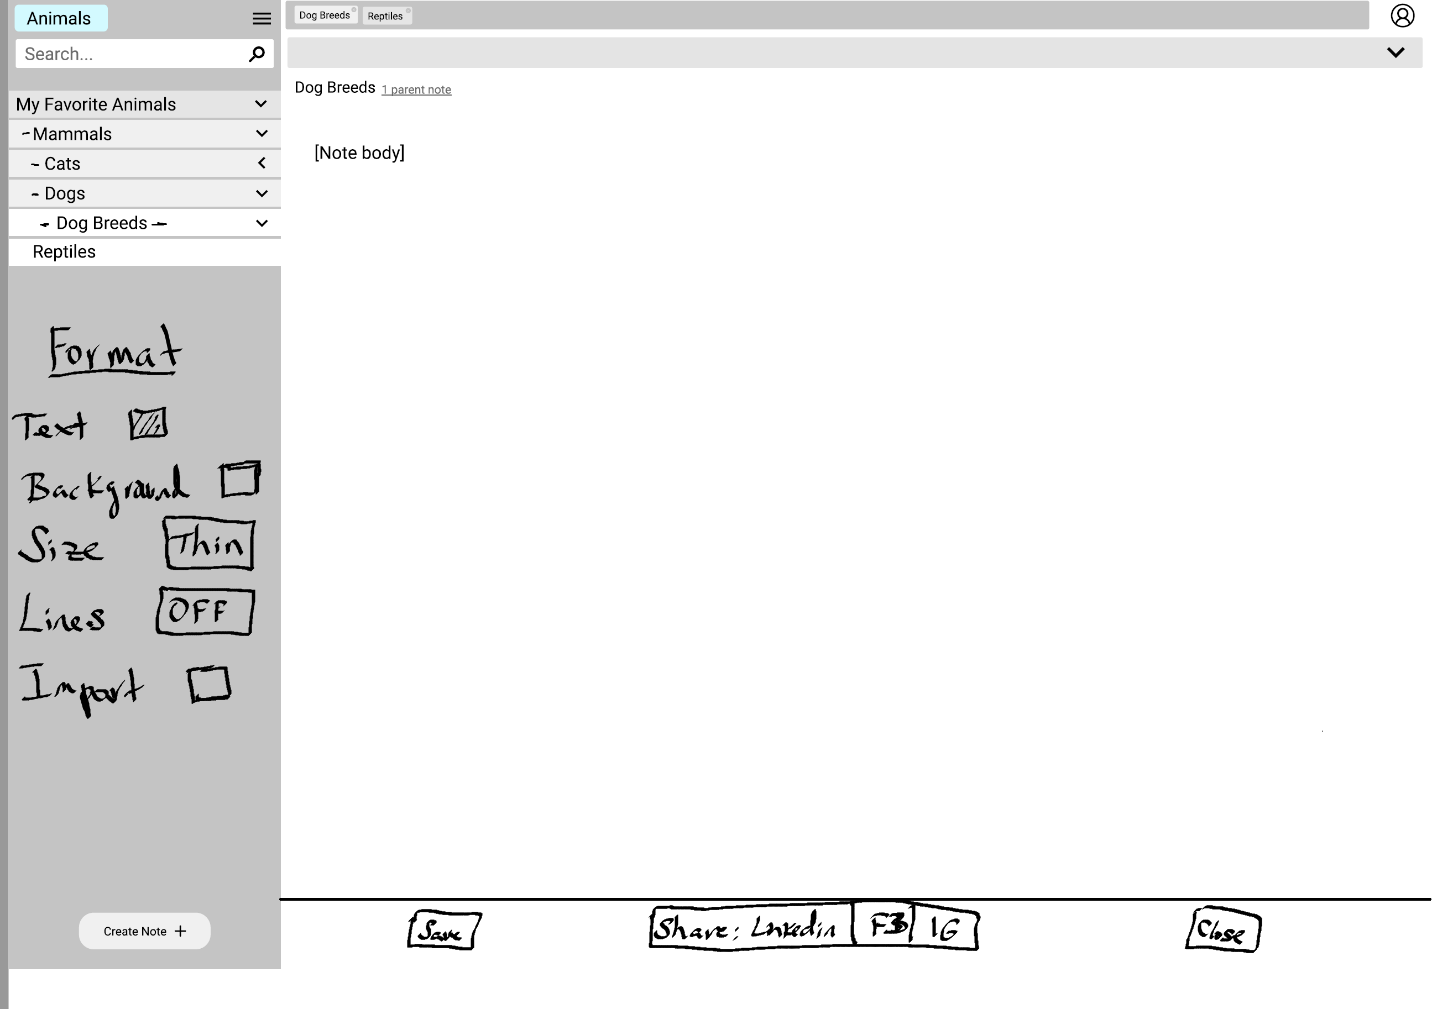 Animals
Search...
My Favorite Animals
- Mammals
- Cats
- Dogs
- Dog Breeds -
Reptiles
Format
Text
Background
Size Thin
Lines OFF
Import
Create Note +
Dog Breeds Reptiles
Dog Breeds 1 parent note
[Note body]
Save Share: Linkedin FB IG Close